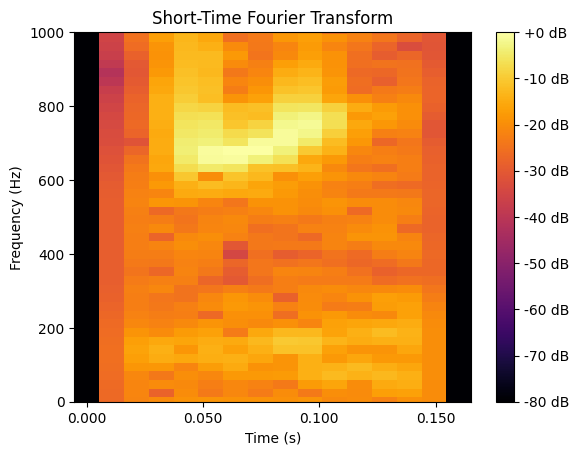 Short-Time Fourier Transform
1000
800
600
400
200
0
Frequency (Hz)
0.000
0.050
0.100
0.150
Time (s)
+0 dB
-10 dB
-20 dB
-30 dB
-40 dB
-50 dB
-60 dB
-70 dB
-80 dB